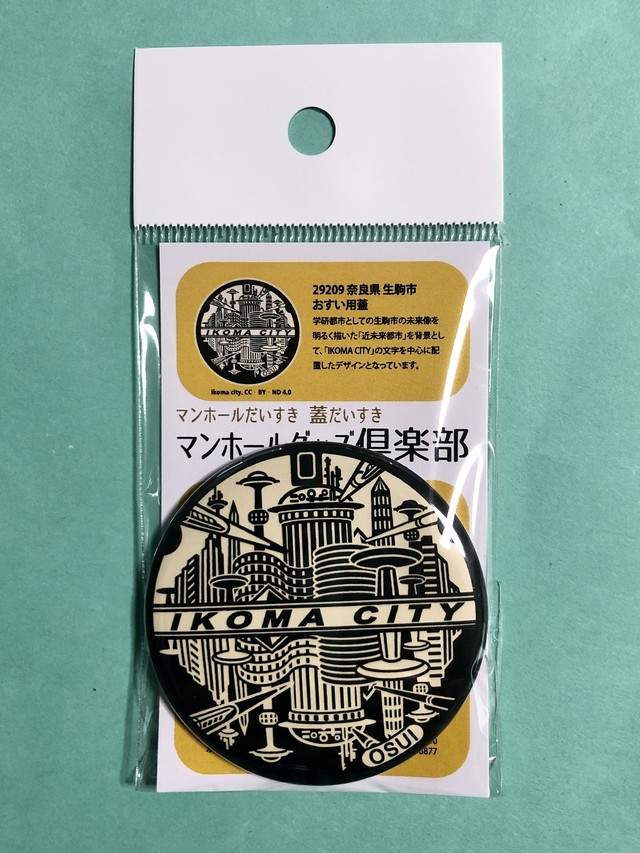 29209 奈良県 生駒市
おすい用蓋
学研都市としての生駒市の未来像を
明るく描いた「近未来都市」を背景とし
て、「IKOMA CITY」の文字を中心に配
置したデザインとなっています。
IKOMA CITY
OSUI
Ikoma city, CC・BY・ND 4.0
マンホールだいすき 蓋だいすき
マンホールグッズ倶楽部
IKOMA CITY
OSUI
6877